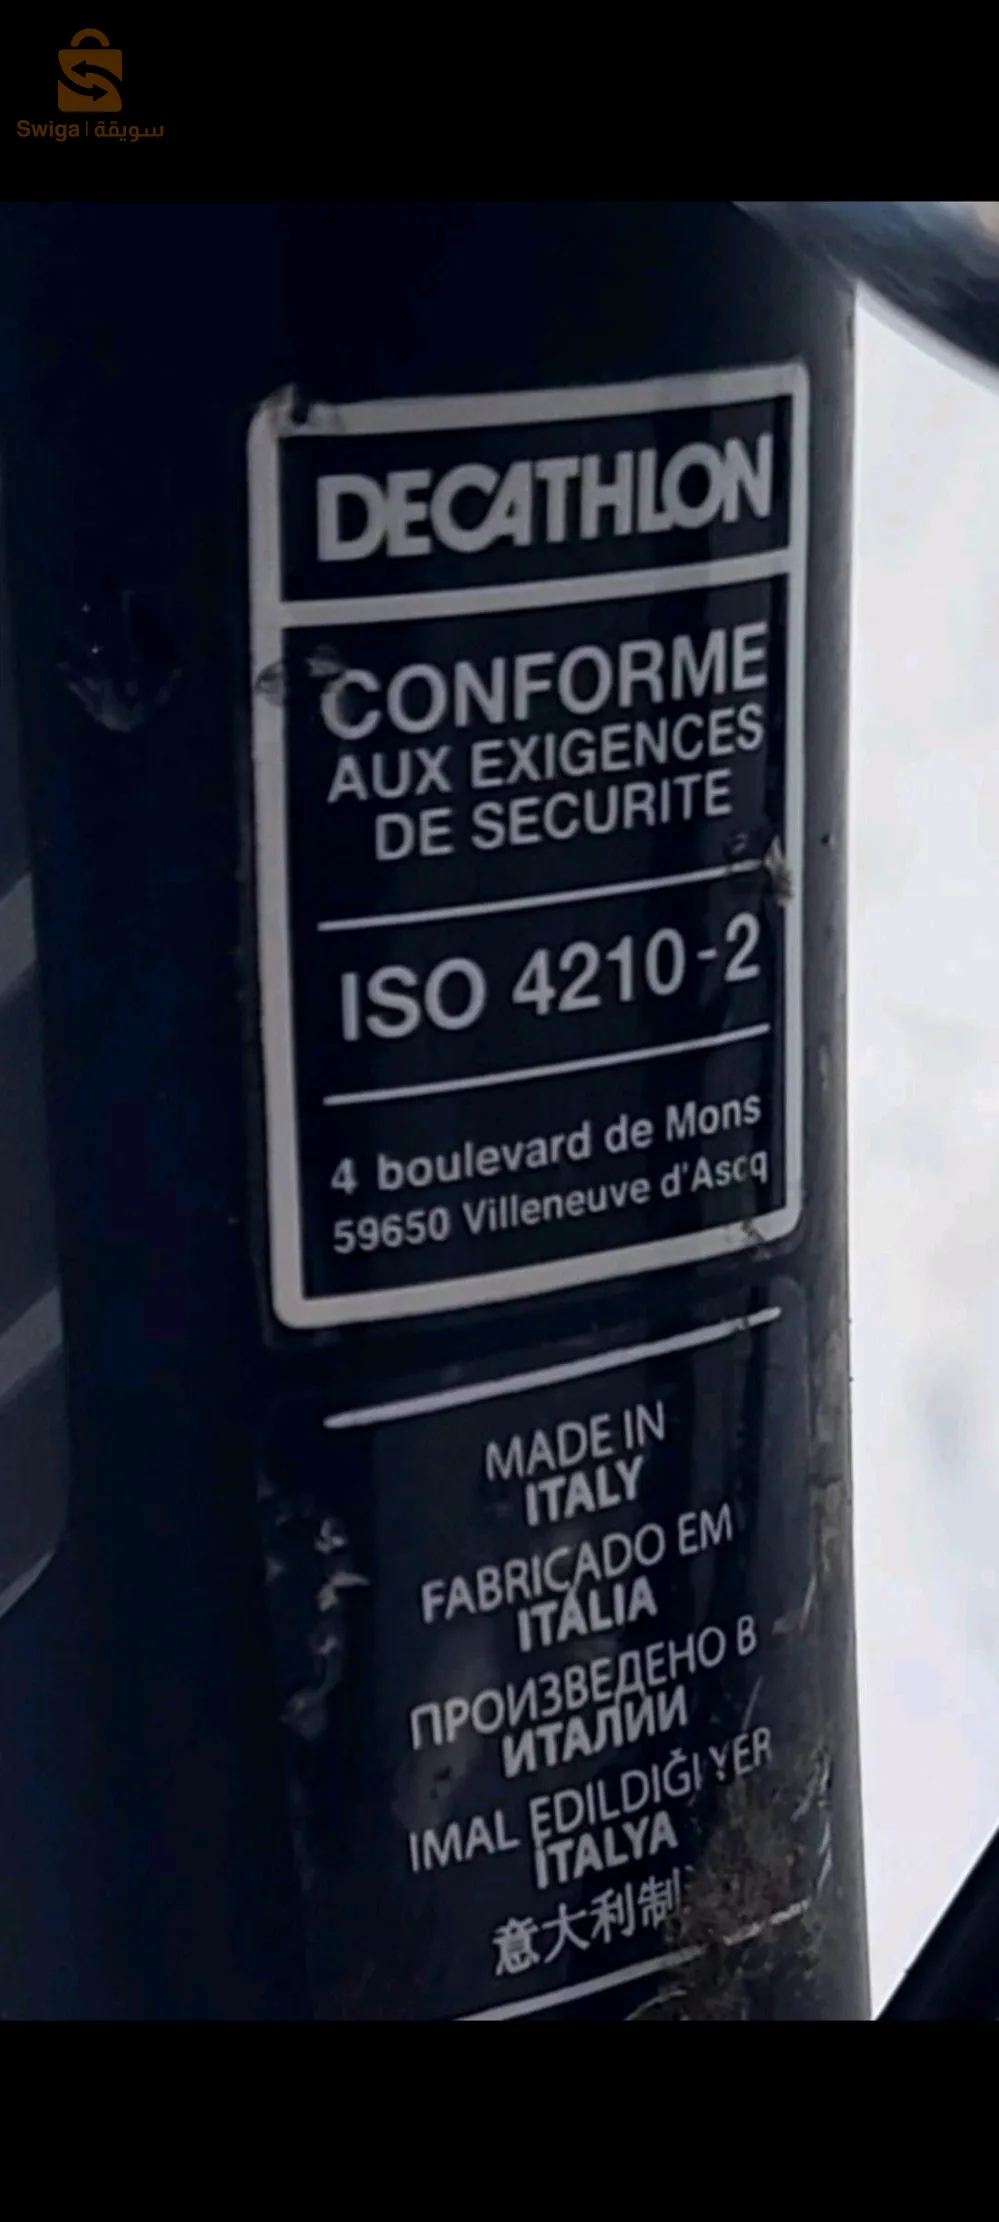 Swiga | سويقة
DECATHLON
CONFORME
AUX EXIGENCES
DE SECURITE
ISO 4210-2
4 boulevard de Mons
59650 Villeneuve d'Ascq
MADE IN
ITALY
FABRICADO EM
ITÁLIA
ПРОИЗВЕДЕНО В
ИТАЛИИ
IMAL EDILDIĞI YER
İTALYA
意大利制